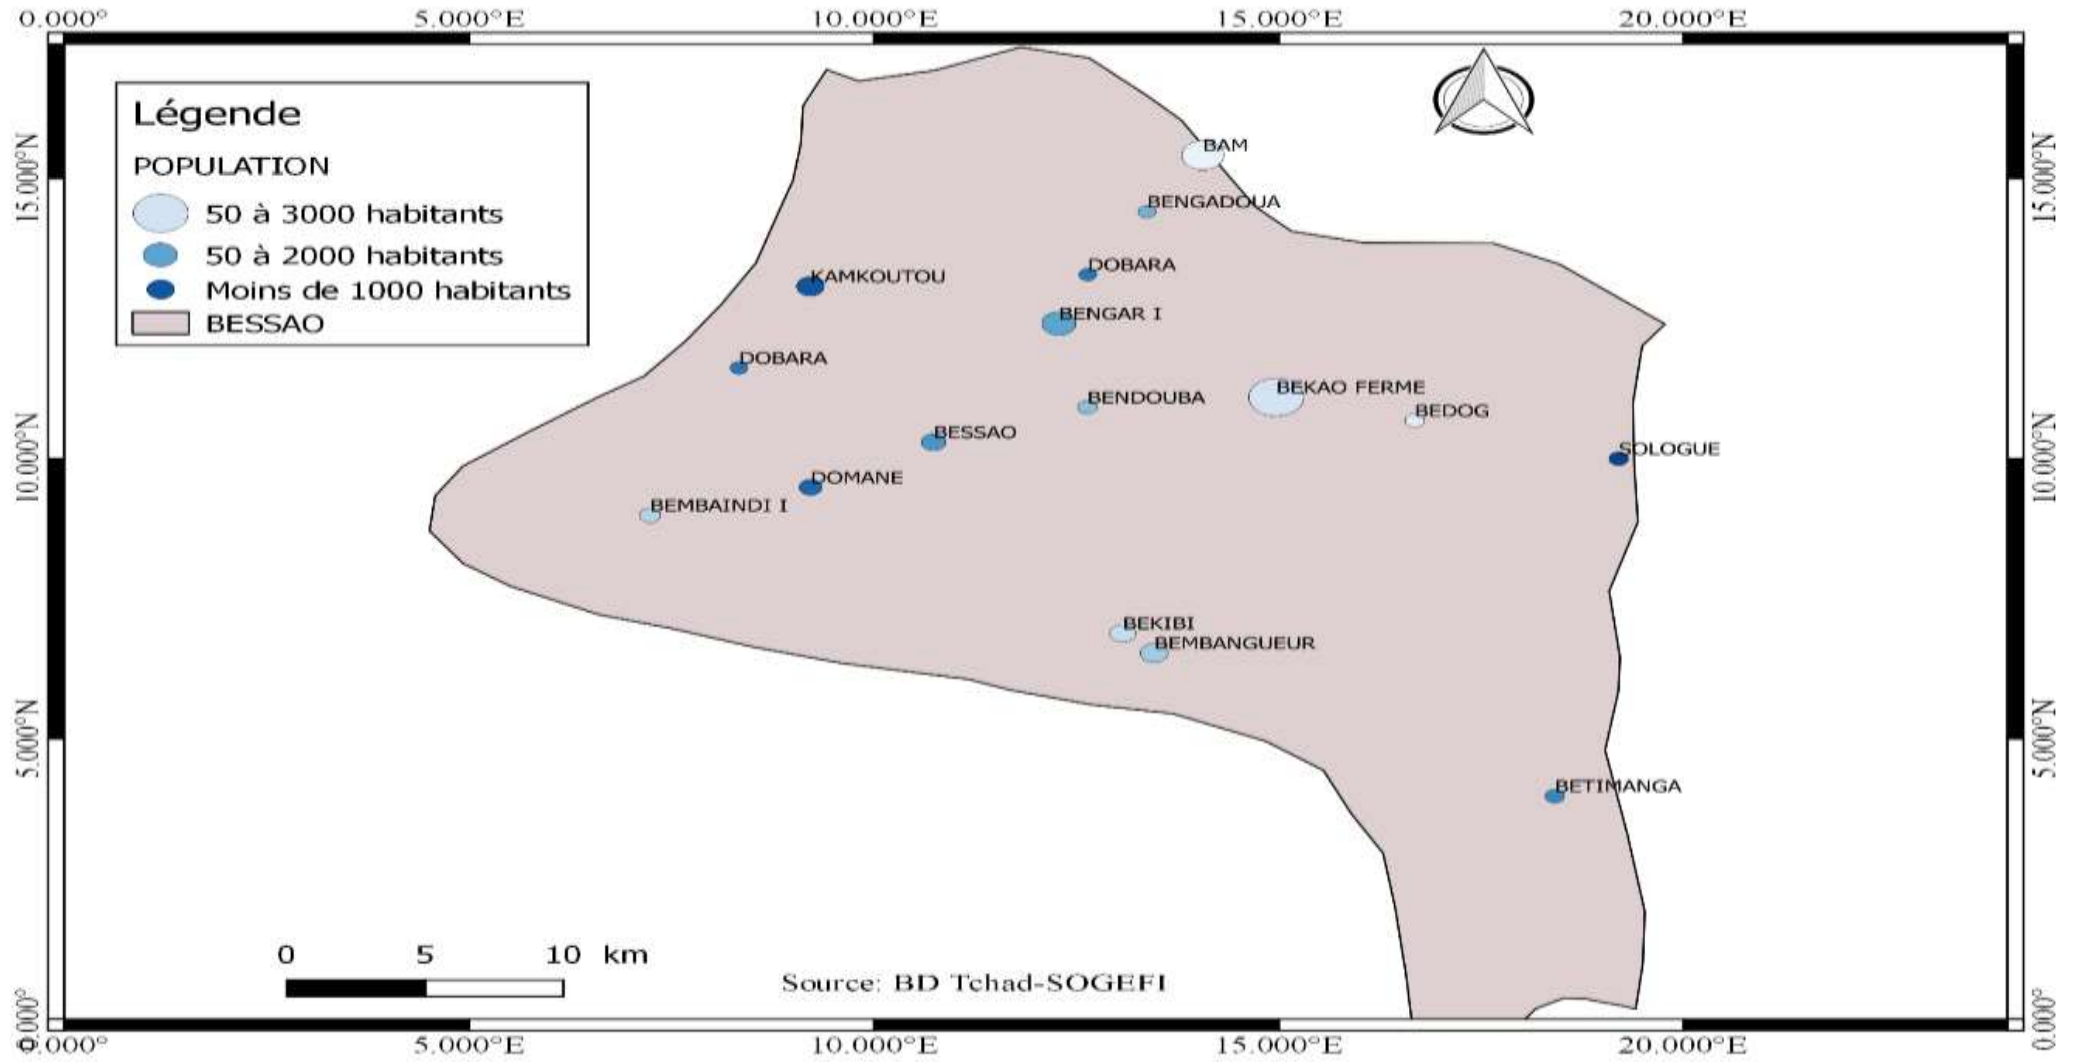 0.000° 5.000°E 10.000°E 15.000°E 20.000°E
Légende
POPULATION
50 à 3000 habitants
50 à 2000 habitants
Moins de 1000 habitants
BESSAO
15.000°N
15.000°N
BAM
BENGADOUA
DOBARA
KAMKOUTOU
BENGAR I
DOBARA
BEKAO FERME
BENDOUBA
BEDOG
BESSAO
SOLOGUE
10.000°N
10.000°N
DOMANE
BEMBAINDI I
BEKIBI
BEMBANGUEUR
5.000°N
5.000°N
BETIMANGA
0 5 10 km
Source: BD Tchad-SOGEFI
0.000°
0.000°
0.000° 5.000°E 10.000°E 15.000°E 20.000°E